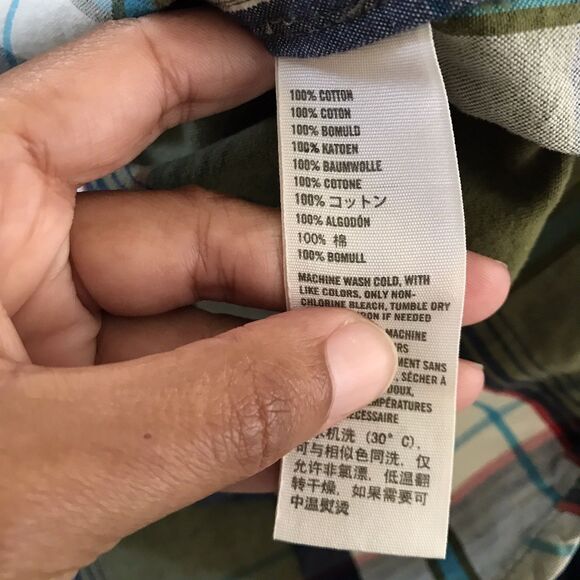 100% COTTON
100% COTON
100% BOMULD
100% KATOEN
100% BAUMWOLLE
100% COTONE
100% コットン
100% ALGODÓN
100% 棉
100% BOMULL
MACHINE WASH COLD, WITH
LIKE COLORS, ONLY NON-
CHLORINE BLEACH, TUMBLE DRY
IRON IF NEEDED
MACHINE
SANS
SÉCHER À
DOUX,
TEMPÉRATURES
机洗 (30° C),
可与相似色同洗, 仅
允许非氯漂, 低温翻
转干燥, 如果需要可
中温熨烫